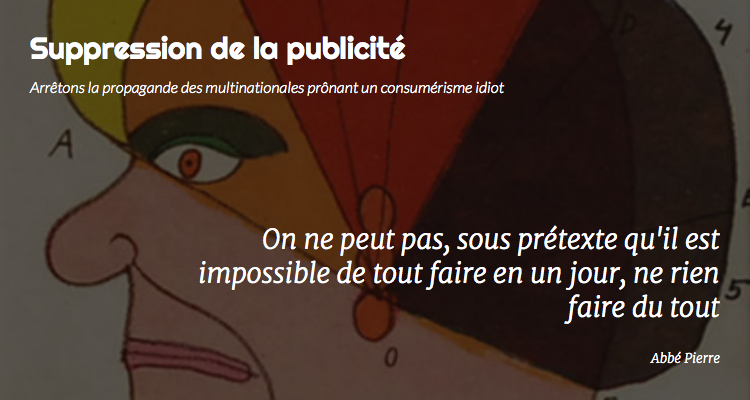 Suppression de la publicité
Arrêtons la propagande des multinationales prônant un consumérisme idiot
D
4
A
On ne peut pas, sous prétexte qu'il est
impossible de tout faire en un jour, ne rien
5
faire du tout
O
Abbé Pierre